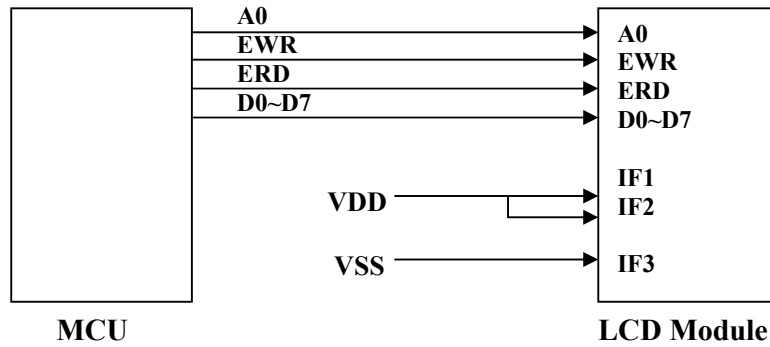 A0
EWR
ERD
D0~D7
A0
EWR
ERD
D0~D7
IF1
VDD
IF2
VSS
IF3
MCU
LCD Module